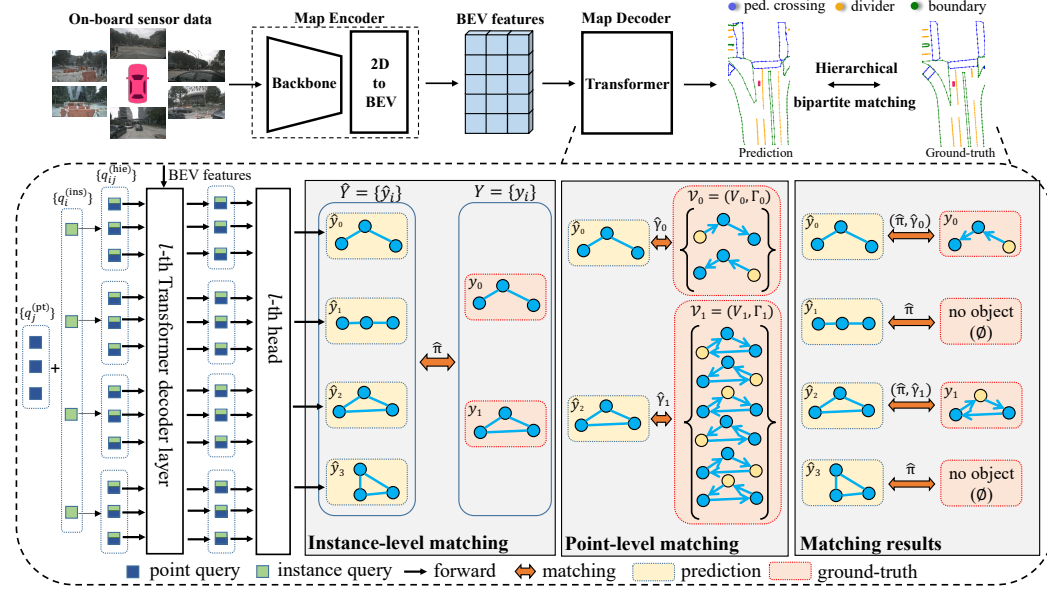 On-board sensor data
Map Encoder
Backbone
2D
to
BEV
BEV features
Map Decoder
Transformer
ped. crossing
divider
boundary
Hierarchical
bipartite matching
Prediction
Ground-truth
{q_i^(ins)}
{q_ij^(hie)}
BEV features
{q_j^(pt)}
+
l-th Transformer decoder layer
l-th head
Ŷ = {ŷ_i}
Y = {y_i}
ŷ_0
ŷ_1
ŷ_2
ŷ_3
π̂
y_0
y_1
Instance-level matching
ŷ_0
γ̂_0
𝒱_0 = (V_0, Γ_0)
ŷ_2
γ̂_1
𝒱_1 = (V_1, Γ_1)
Point-level matching
ŷ_0
(π̂, γ̂_0)
y_0
ŷ_1
π̂
no object
(∅)
ŷ_2
(π̂, γ̂_1)
y_1
ŷ_3
π̂
no object
(∅)
Matching results
point query
instance query
forward
matching
prediction
ground-truth